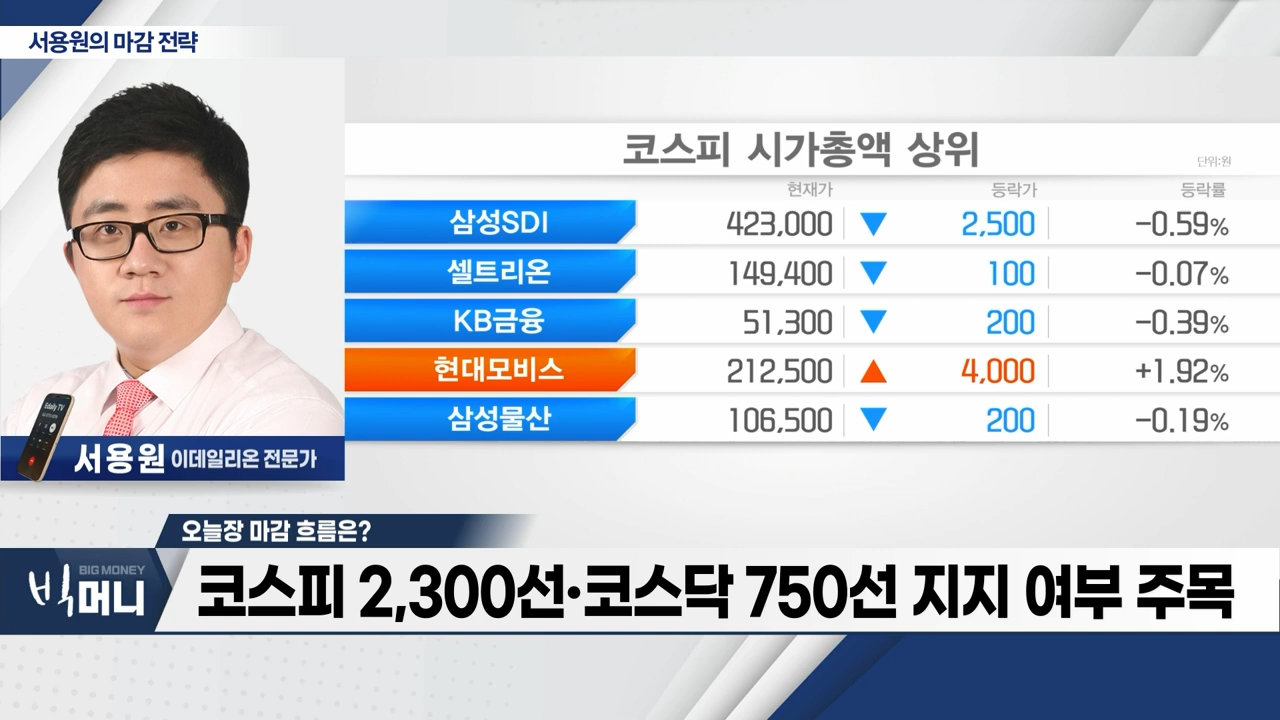 서용원의 마감 전략
코스피 시가총액 상위
단위:원
현재가 등락가 등락률
삼성SDI 423,000 ▼ 2,500 -0.59%
셀트리온 149,400 ▼ 100 -0.07%
KB금융 51,300 ▼ 200 -0.39%
현대모비스 212,500 ▲ 4,000 +1.92%
삼성물산 106,500 ▼ 200 -0.19%
Edaily TV
서용원 이데일리온 전문가
오늘장 마감 흐름은?
BIG MONEY
빅머니
코스피 2,300선·코스닥 750선 지지 여부 주목